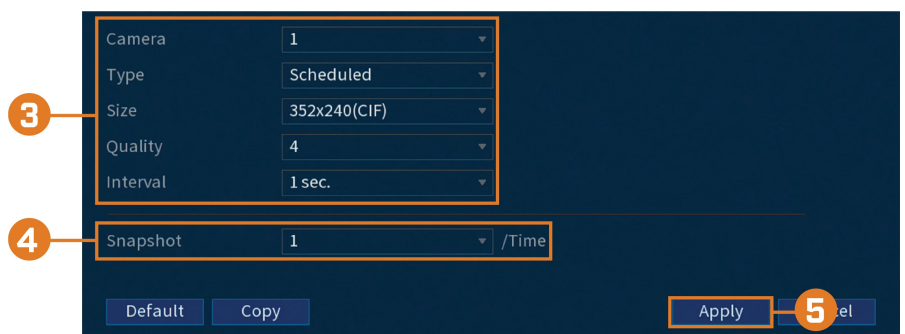 Camera 1
Type Scheduled
3 Size 352x240(CIF)
Quality 4
Interval 1 sec.
4 Snapshot 1 /Time
Default Copy Apply 5 el